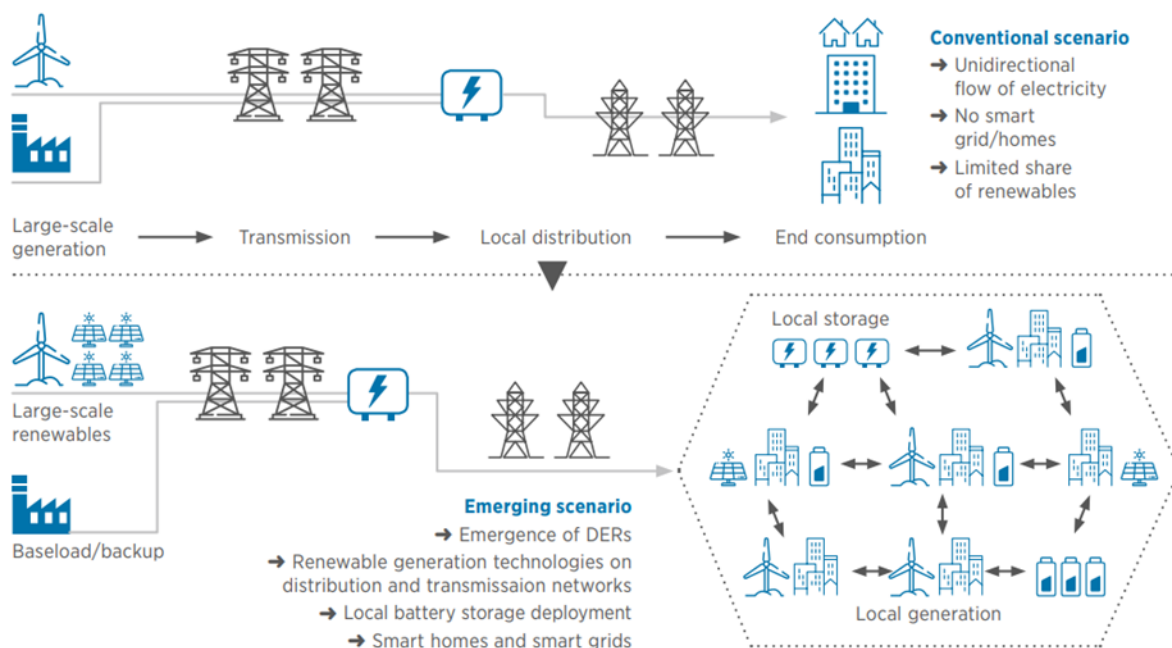 Conventional scenario
➔ Unidirectional
flow of electricity
➔ No smart
grid/homes
➔ Limited share
of renewables
Large-scale
generation
Transmission
Local distribution
End consumption
Large-scale
renewables
Baseload/backup
Emerging scenario
➔ Emergence of DERs
➔ Renewable generation technologies on
distribution and transmissaion networks
➔ Local battery storage deployment
➔ Smart homes and smart grids
Local storage
Local generation